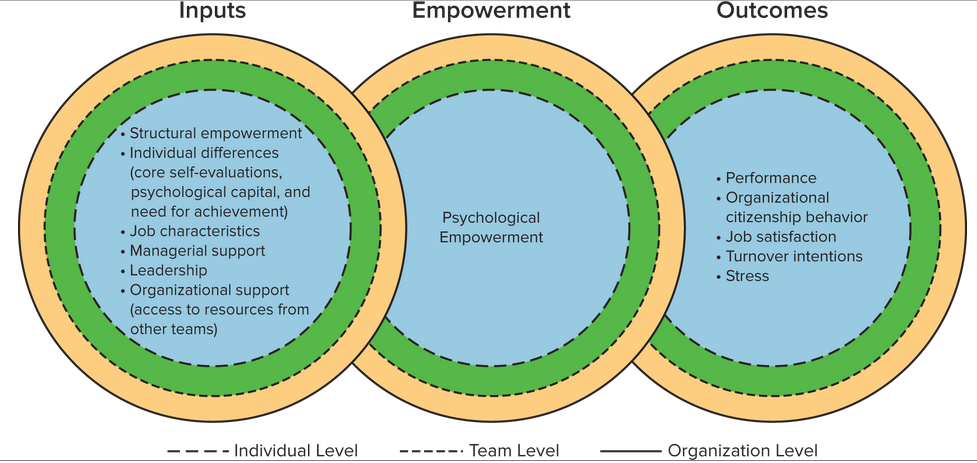 Inputs
Empowerment
Outcomes
• Structural empowerment
• Individual differences
(core self-evaluations,
psychological capital, and
need for achievement)
• Job characteristics
• Managerial support
• Leadership
• Organizational support
(access to resources from
other teams)
Psychological
Empowerment
• Performance
• Organizational
citizenship behavior
• Job satisfaction
• Turnover intentions
• Stress
Individual Level
Team Level
Organization Level